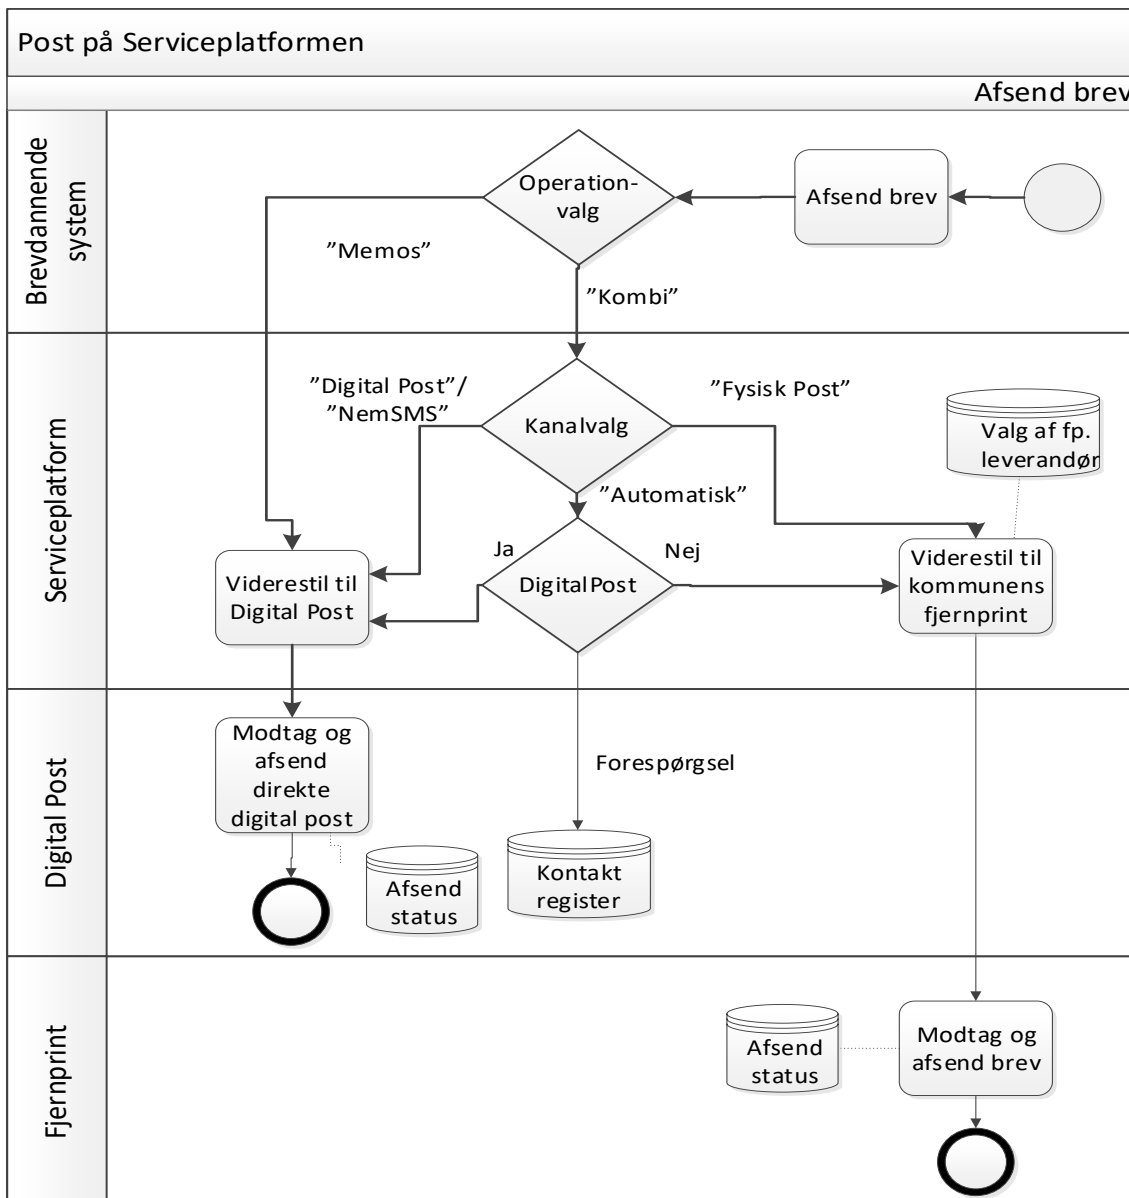 Post på Serviceplatformen
Afsend brev
Brevdannende
system
Operation-
valg
Afsend brev
”Memos”
”Kombi”
Serviceplatform
”Digital Post”/
”NemSMS”
Kanalvalg
”Fysisk Post”
Valg af fp.
leverandør
”Automatisk”
Ja
Nej
Viderestil til
Digital Post
DigitalPost
Viderestil til
kommunens
fjernprint
Digital Post
Modtag og
afsend
direkte
digital post
Forespørgsel
Afsend
status
Kontakt
register
Fjernprint
Afsend
status
Modtag og
afsend brev